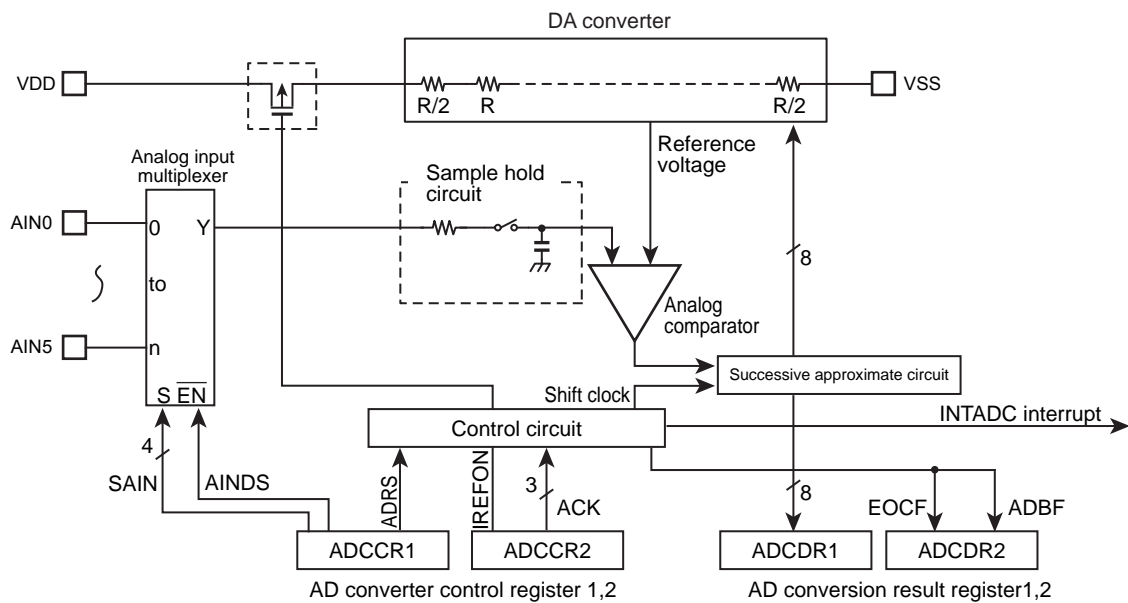 DA converter
VDD
R/2
R
R/2
VSS
Reference
voltage
Analog input
multiplexer
Sample hold
circuit
AIN0
0
Y
to
8
AIN5
n
Analog
comparator
S EN
Successive approximate circuit
Shift clock
INTADC interrupt
Control circuit
4
SAIN
AINDS
ADRS
IREFON
3
ACK
8
EOCF
ADBF
ADCCR1
ADCCR2
ADCDR1
ADCDR2
AD converter control register 1,2
AD conversion result register1,2